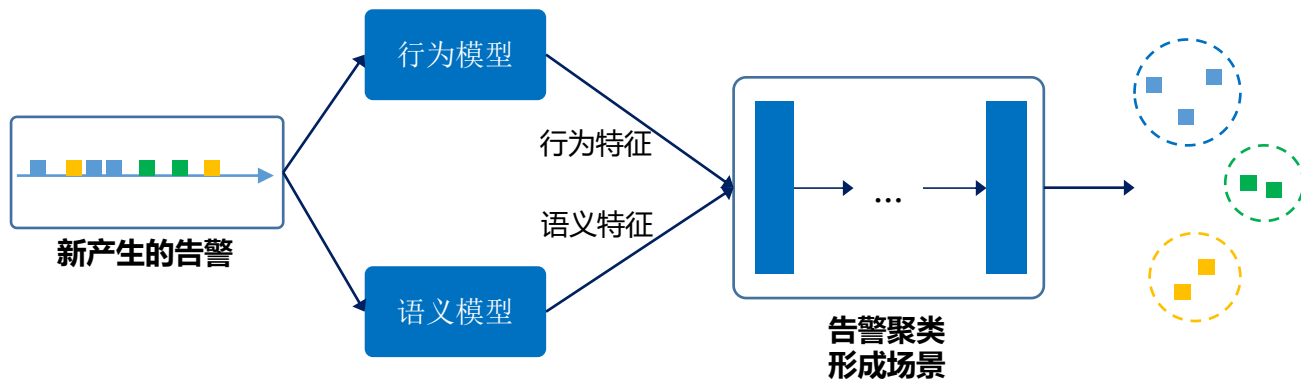 新产生的告警
行为模型
语义模型
行为特征
语义特征
...
告警聚类
形成场景